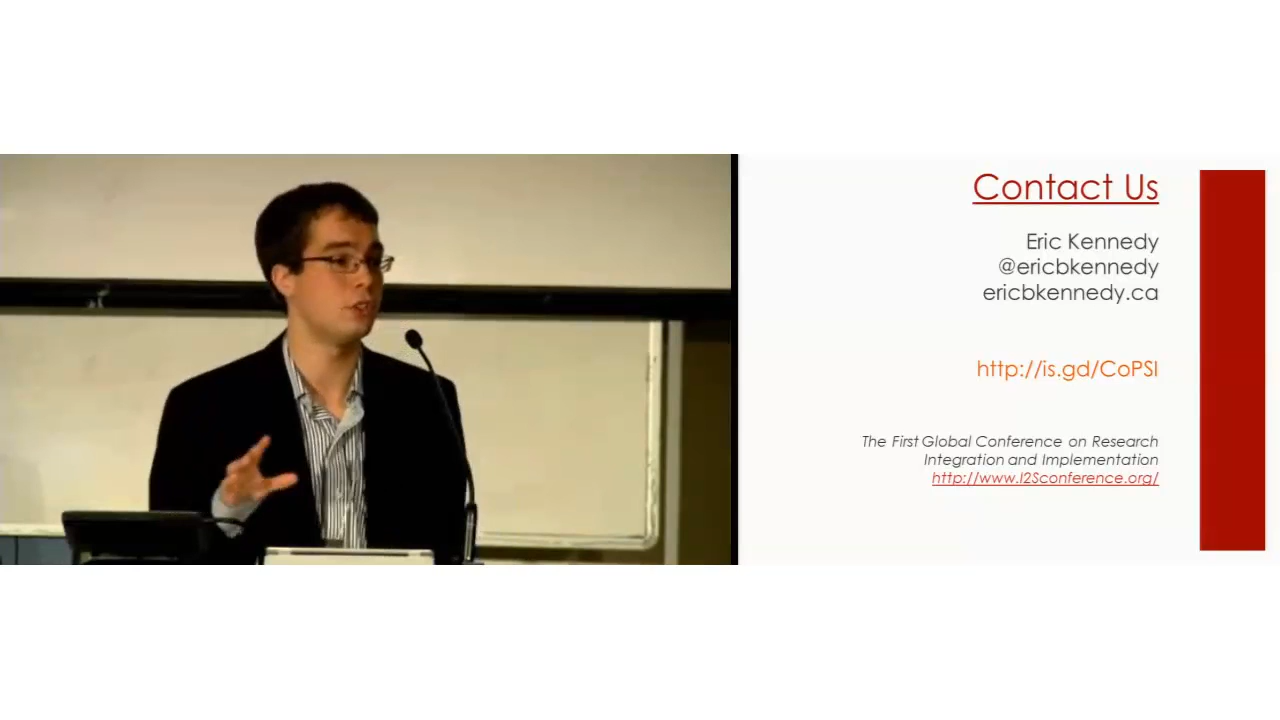 Contact Us
Eric Kennedy
@ericbkennedy
ericbkennedy.ca
http://is.gd/CoPSI
The First Global Conference on Research
Integration and Implementation
http://www.I2Sconference.org/